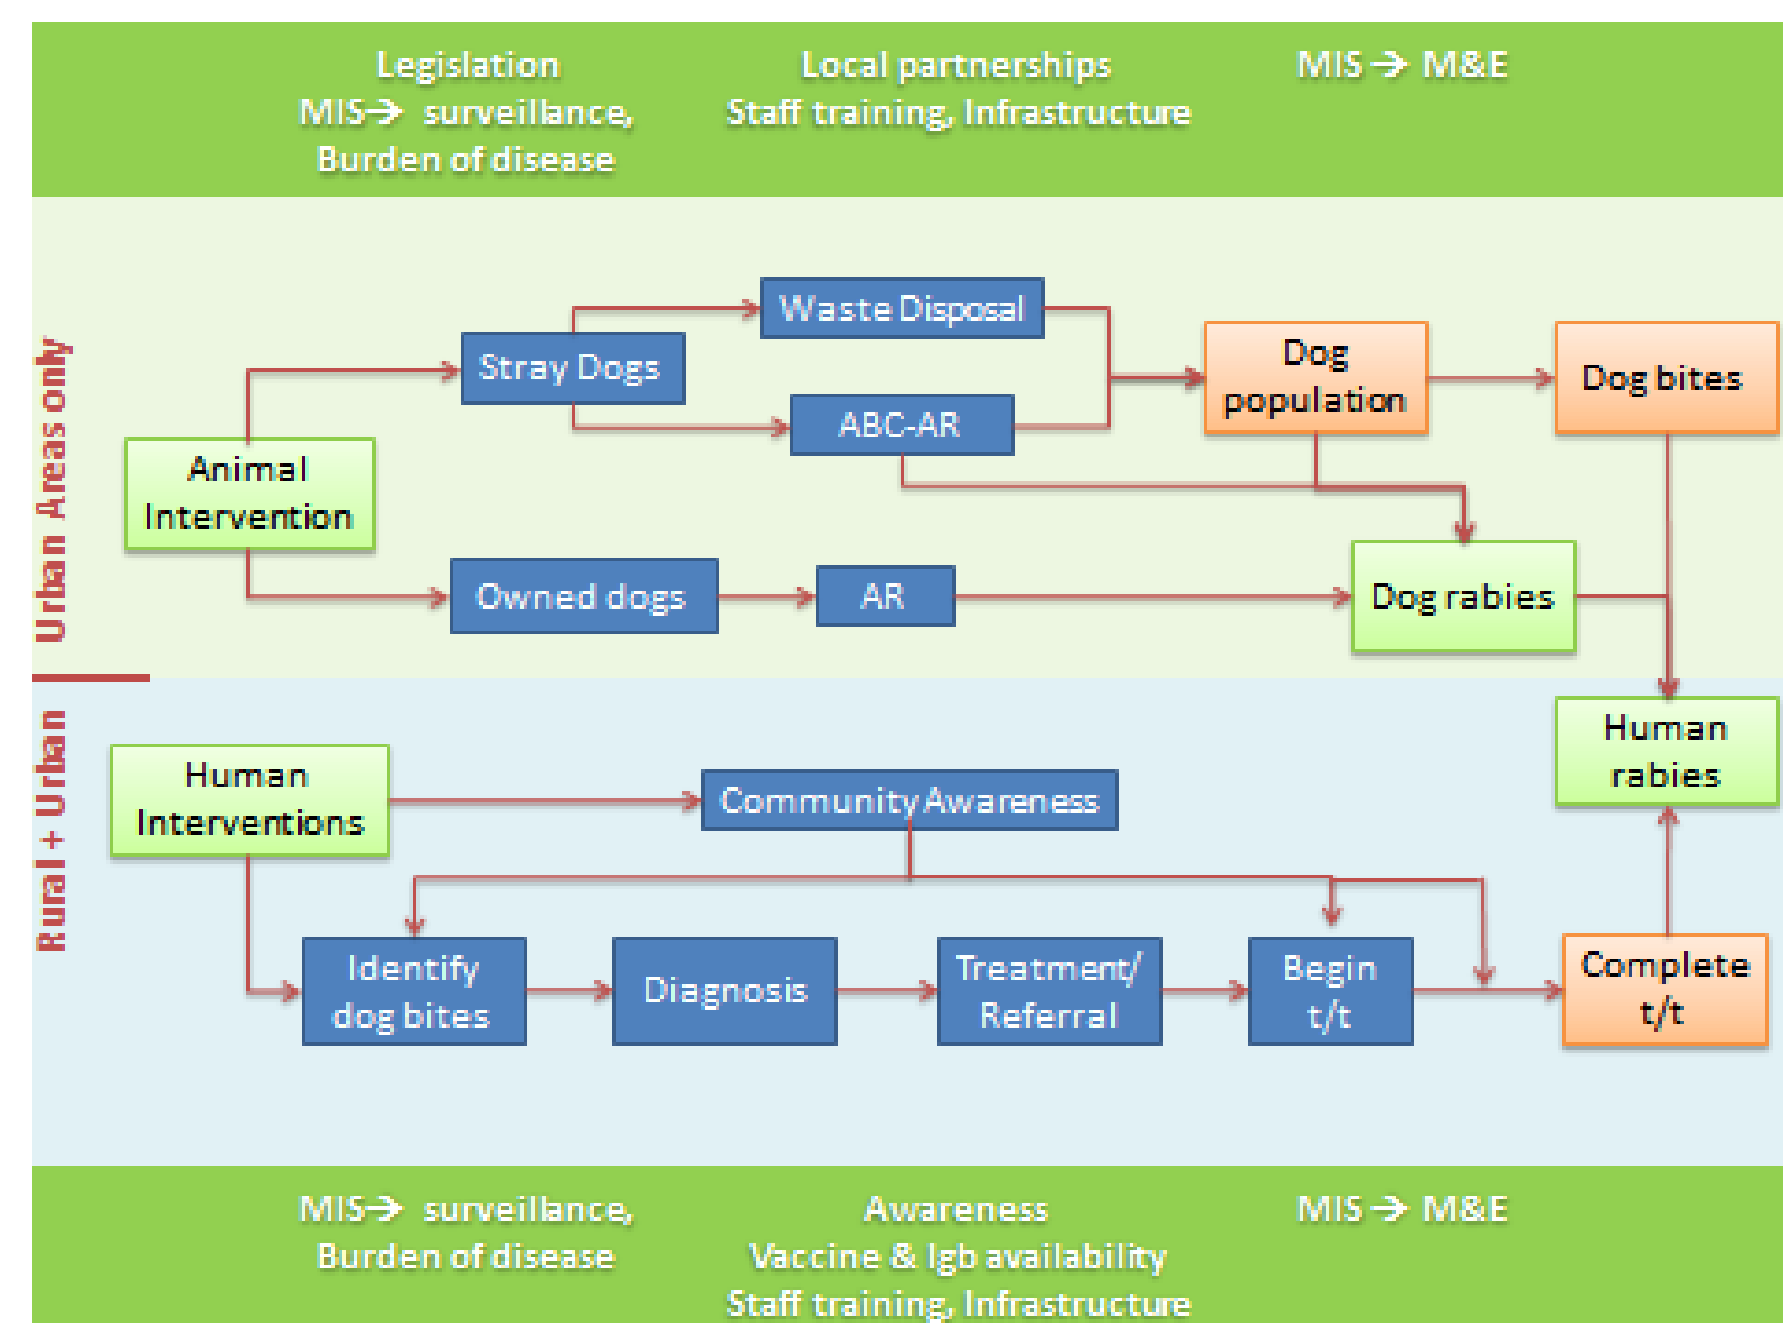 Legislation
MIS→ surveillance,
Burden of disease
Local partnerships
Staff training, Infrastructure
MIS → M&E
Urban Areas only
Waste Disposal
Stray Dogs
ABC-AR
Dog
population
Dog bites
Animal
Intervention
Owned dogs
AR
Dog rabies
Rural + Urban
Human
rabies
Human
Interventions
Community Awareness
Identify
dog bites
Diagnosis
Treatment/
Referral
Begin
t/t
Complete
t/t
MIS→ surveillance,
Burden of disease
Awareness
Vaccine & Igb availability
Staff training, Infrastructure
MIS → M&E